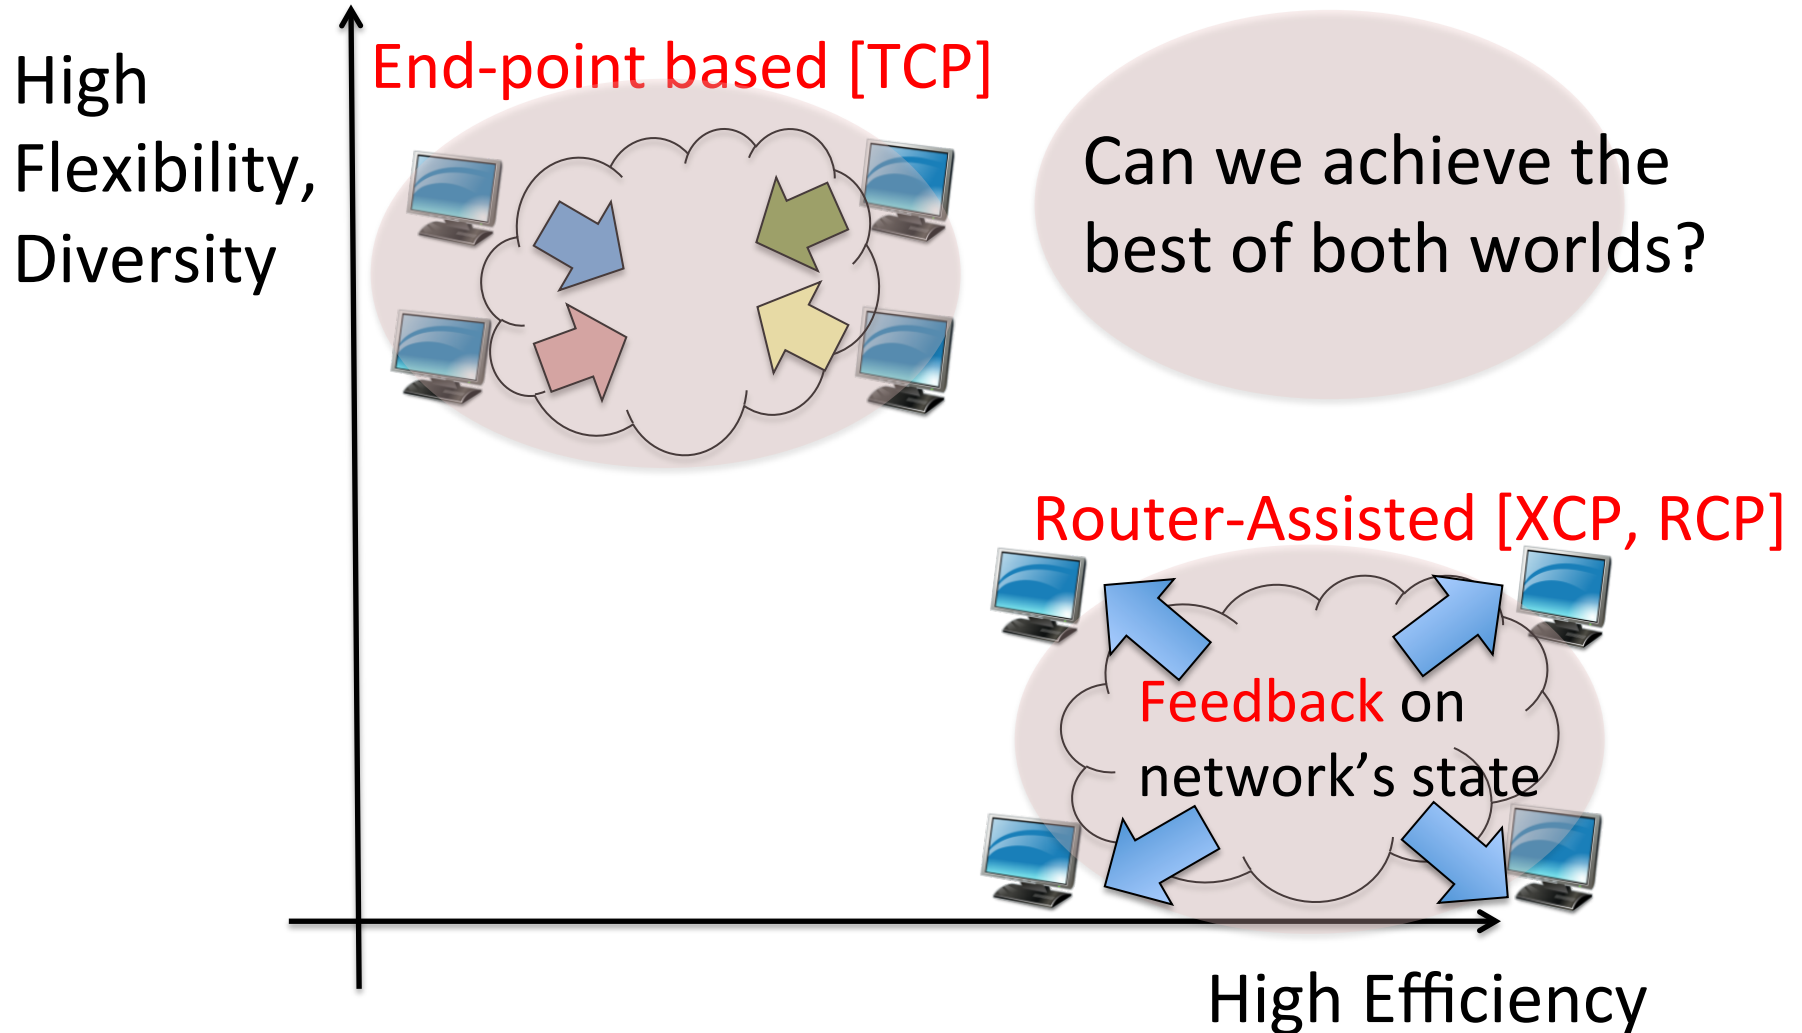 High
Flexibility,
Diversity
End-point based [TCP]
Can we achieve the
best of both worlds?
Router-Assisted [XCP, RCP]
Feedback on
network’s state
High Efficiency